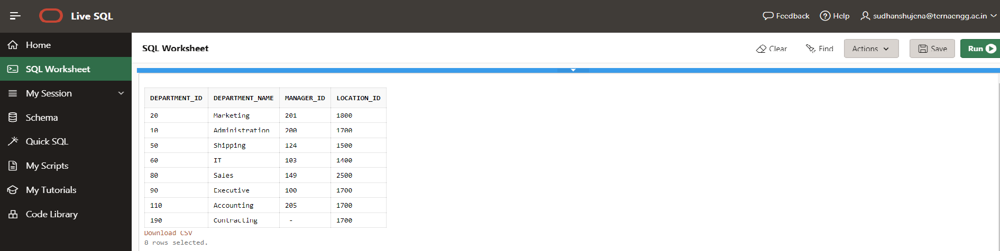 Live SQL
Feedback Help sudhanshujena@ternaengg.ac.in
Home
SQL Worksheet
My Session
Schema
Quick SQL
My Scripts
My Tutorials
Code Library
SQL Worksheet
Clear Find Actions Save Run
DEPARTMENT_ID DEPARTMENT_NAME MANAGER_ID LOCATION_ID
20 Marketing 201 1800
10 Administration 200 1700
50 Shipping 124 1500
60 IT 103 1400
80 Sales 149 2500
90 Executive 100 1700
110 Accounting 205 1700
190 Contracting - 1700
Download CSV
8 rows selected.